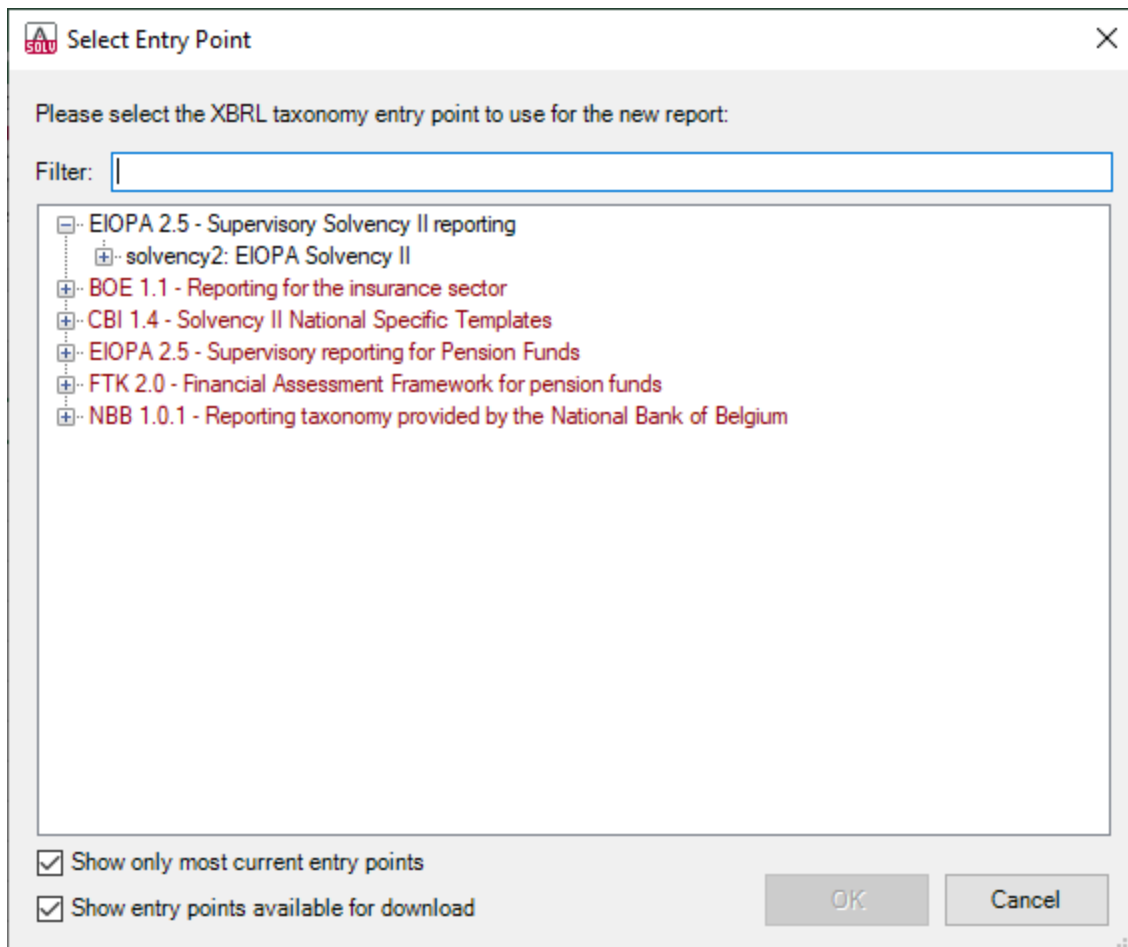 A
SOLV
Select Entry Point
Please select the XBRL taxonomy entry point to use for the new report:
Filter:
EIOPA 2.5 - Supervisory Solvency II reporting
solvency2: EIOPA Solvency II
BOE 1.1 - Reporting for the insurance sector
CBI 1.4 - Solvency II National Specific Templates
EIOPA 2.5 - Supervisory reporting for Pension Funds
FTK 2.0 - Financial Assessment Framework for pension funds
NBB 1.0.1 - Reporting taxonomy provided by the National Bank of Belgium
Show only most current entry points
Show entry points available for download
OK
Cancel